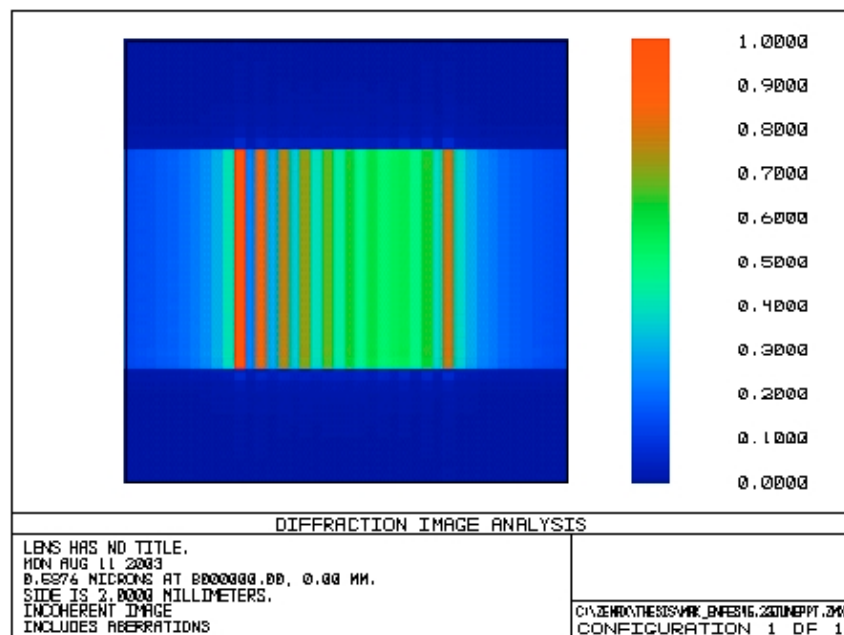 1.0000
0.9000
0.8000
0.7000
0.6000
0.5000
0.4000
0.3000
0.2000
0.1000
0.0000
DIFFRACTION IMAGE ANALYSIS
LENS HAS NO TITLE.
MON AUG 11 2003
0.5876 MICRONS AT 8000000.00, 0.00 MM.
SIDE IS 2.0000 MILLIMETERS.
INCOHERENT IMAGE
INCLUDES ABERRATIONS
CONFIGURATION 1 OF 1